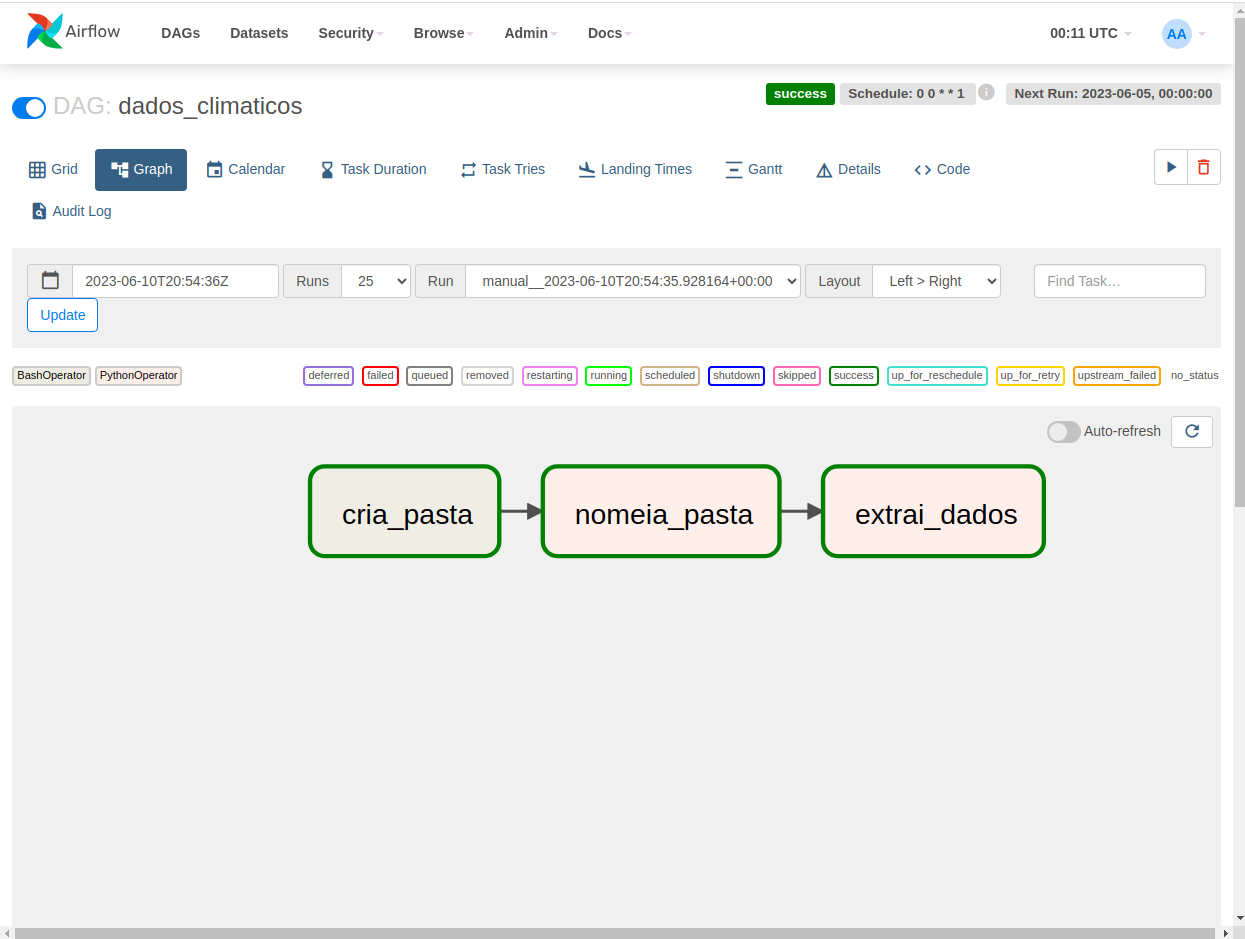 Airflow DAGs Datasets Security Browse Admin Docs 00:11 UTC AA
DAG: dados_climaticos success Schedule: 0 0 * * 1 i Next Run: 2023-06-05, 00:00:00
Grid Graph Calendar Task Duration Task Tries Landing Times Gantt Details Code
Audit Log
2023-06-10T20:54:36Z Runs 25 Run manual__2023-06-10T20:54:35.928164+00:00 Layout Left > Right Find Task…
Update
BashOperator PythonOperator deferred failed queued removed restarting running scheduled shutdown skipped success up_for_reschedule up_for_retry upstream_failed no_status
Auto-refresh
cria_pasta nomeia_pasta extrai_dados